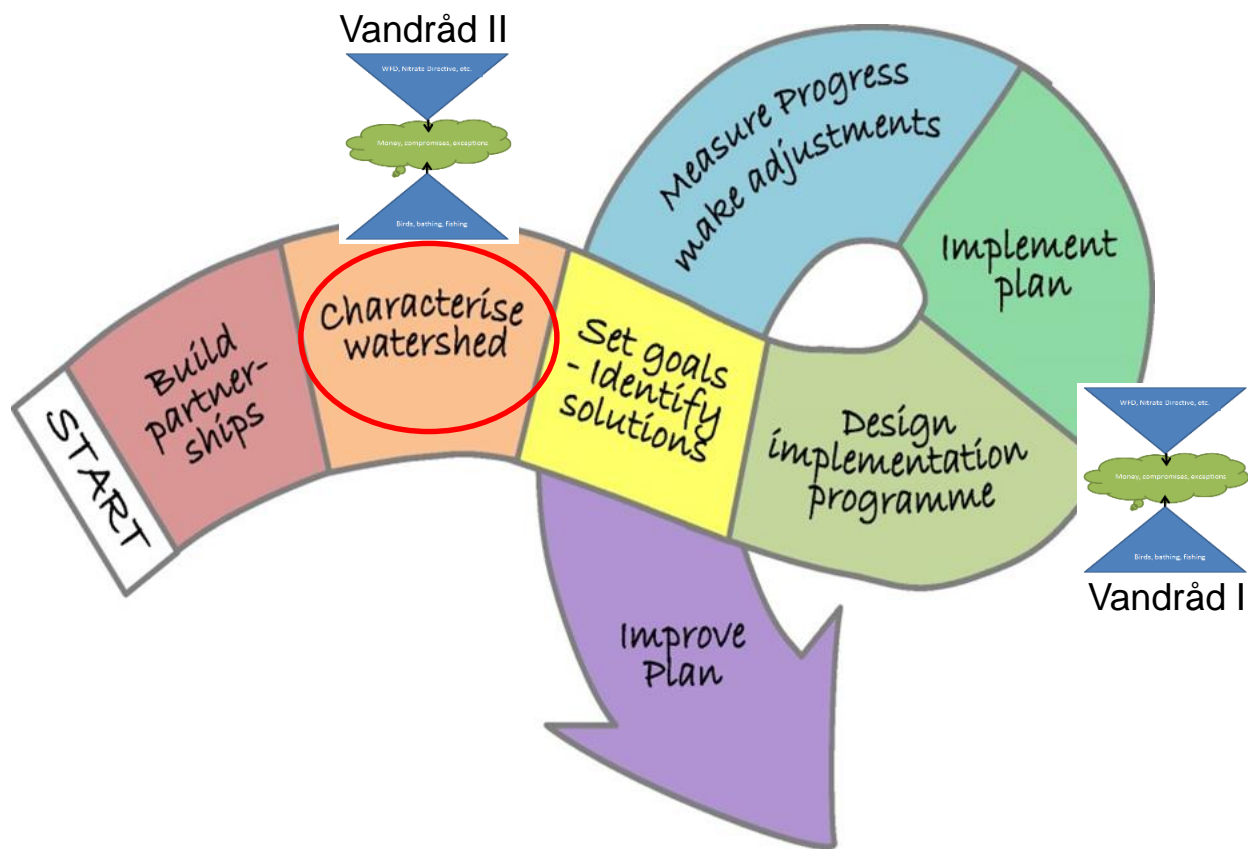 Vandråd II
WFD, Nitrate Directive, etc.
Money, compromises, exceptions
Birds, bathing, fishing
START
Build
partner-
ships
Characterise
watershed
Set goals
- Identify
solutions
Design
implementation
programme
Implement
plan
Measure Progress
make adjustments
Improve
Plan
WFD, Nitrate Directive, etc.
Money, compromises, exceptions
Birds, bathing, fishing
Vandråd I